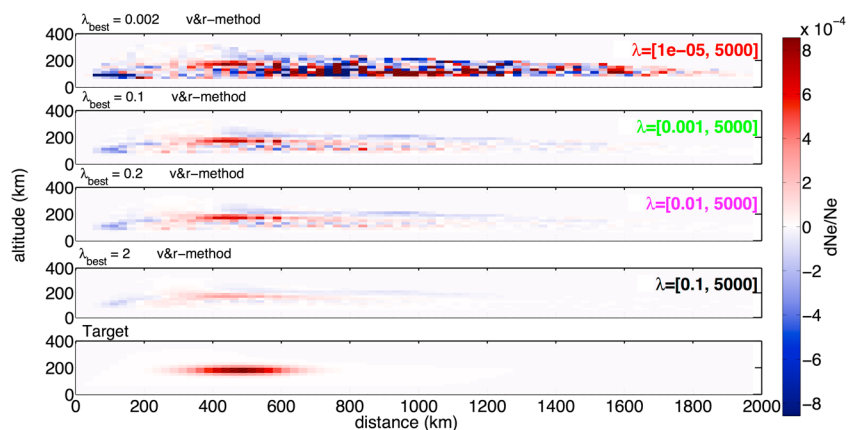 λbest = 0.002 v&r-method
x 10⁻⁴
400
200
0
λ=[1e-05, 5000]
8
λbest = 0.1 v&r-method
6
400
200
0
λ=[0.001, 5000]
4
λbest = 0.2 v&r-method
2
400
200
0
λ=[0.01, 5000]
0
altitude (km)
dNe/Ne
λbest = 2 v&r-method
-2
400
200
0
λ=[0.1, 5000]
-4
Target
-6
400
200
0
-8
0 200 400 600 800 1000 1200 1400 1600 1800 2000
distance (km)